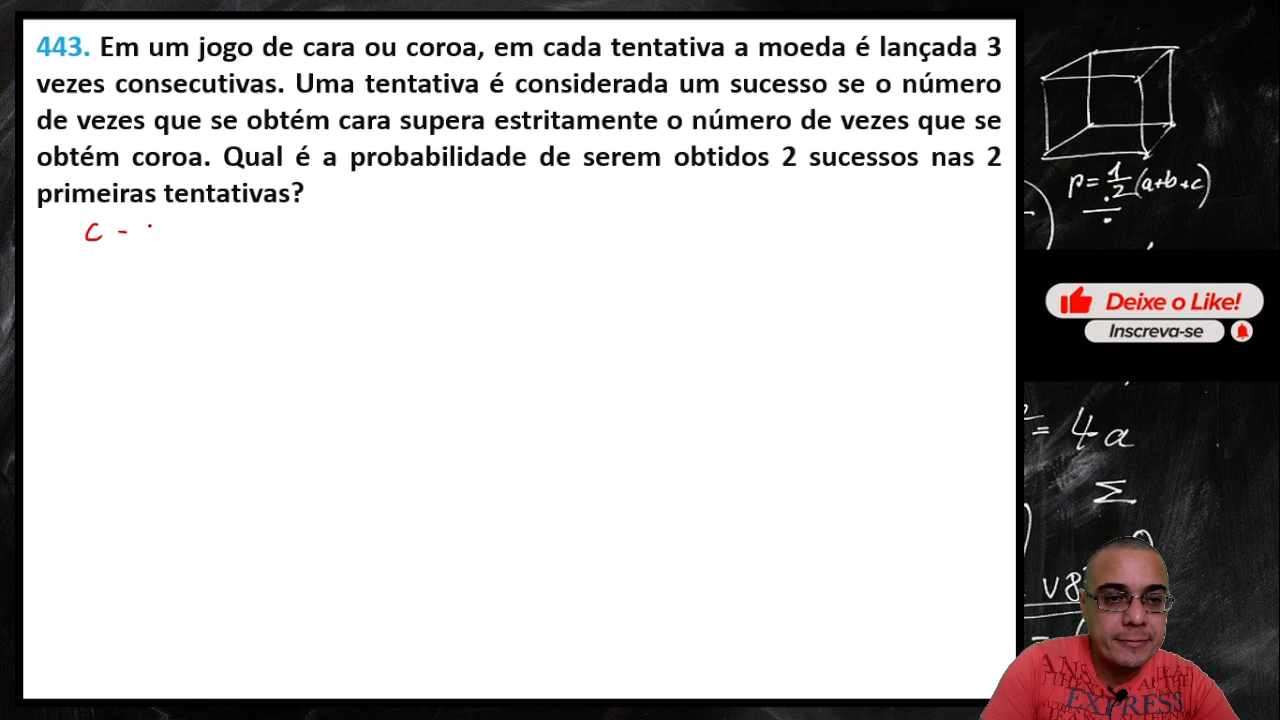 443. Em um jogo de cara ou coroa, em cada tentativa a moeda é lançada 3
vezes consecutivas. Uma tentativa é considerada um sucesso se o número
de vezes que se obtém cara supera estritamente o número de vezes que se
obtém coroa. Qual é a probabilidade de serem obtidos 2 sucessos nas 2
primeiras tentativas?
C -
p = 1/2 (a+b+c)
Deixe o Like!
Inscreva-se
= 4a
Σ
√8
EXPRESS